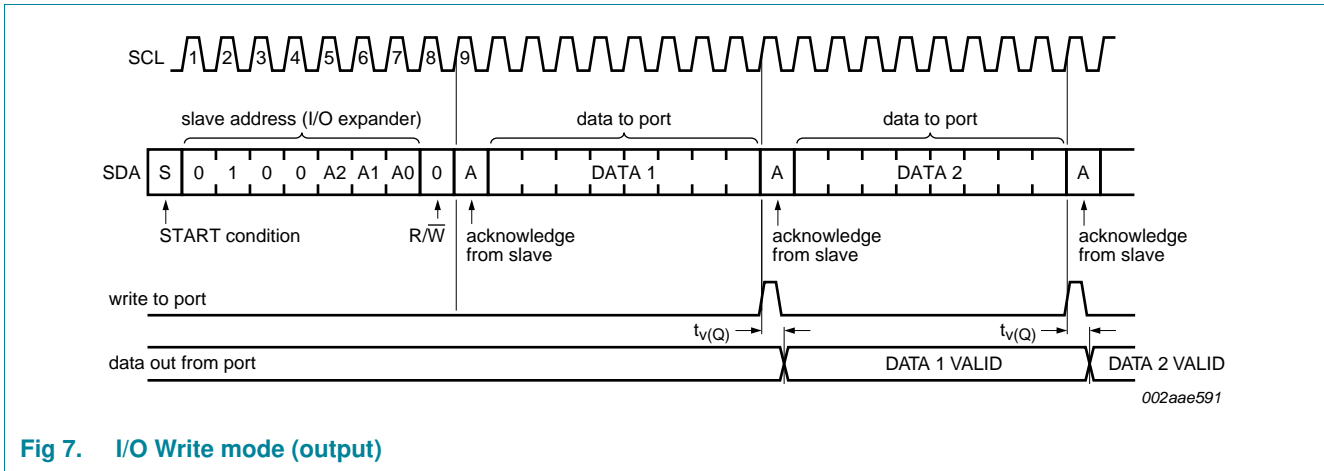 SCL 1 2 3 4 5 6 7 8 9
slave address (I/O expander) data to port data to port
SDA S 0 1 0 0 A2 A1 A0 0 A DATA 1 A DATA 2 A
START condition R/W̅ acknowledge acknowledge acknowledge
from slave from slave from slave
write to port
tv(Q) tv(Q)
data out from port DATA 1 VALID DATA 2 VALID
002aae591
Fig 7. I/O Write mode (output)